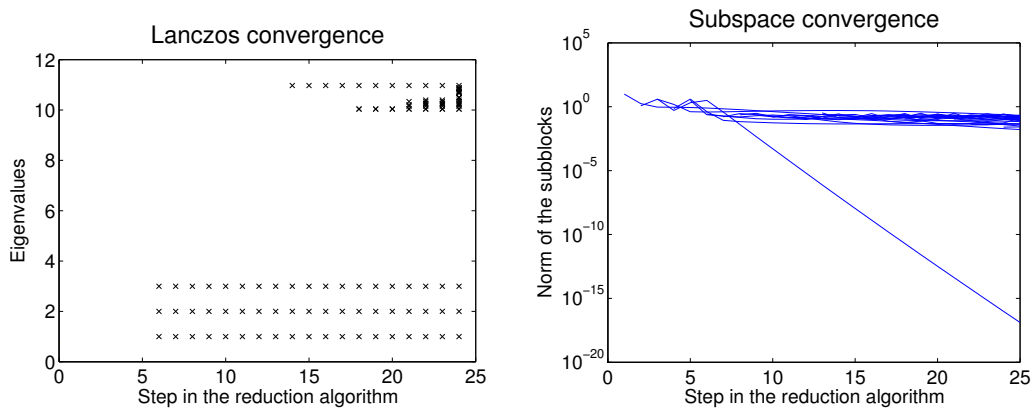 Lanczos convergence
12
10
8
6
4
2
0
Eigenvalues
0 5 10 15 20 25
Step in the reduction algorithm
Subspace convergence
10^5
10^0
10^-5
10^-10
10^-15
10^-20
Norm of the subblocks
0 5 10 15 20 25
Step in the reduction algorithm